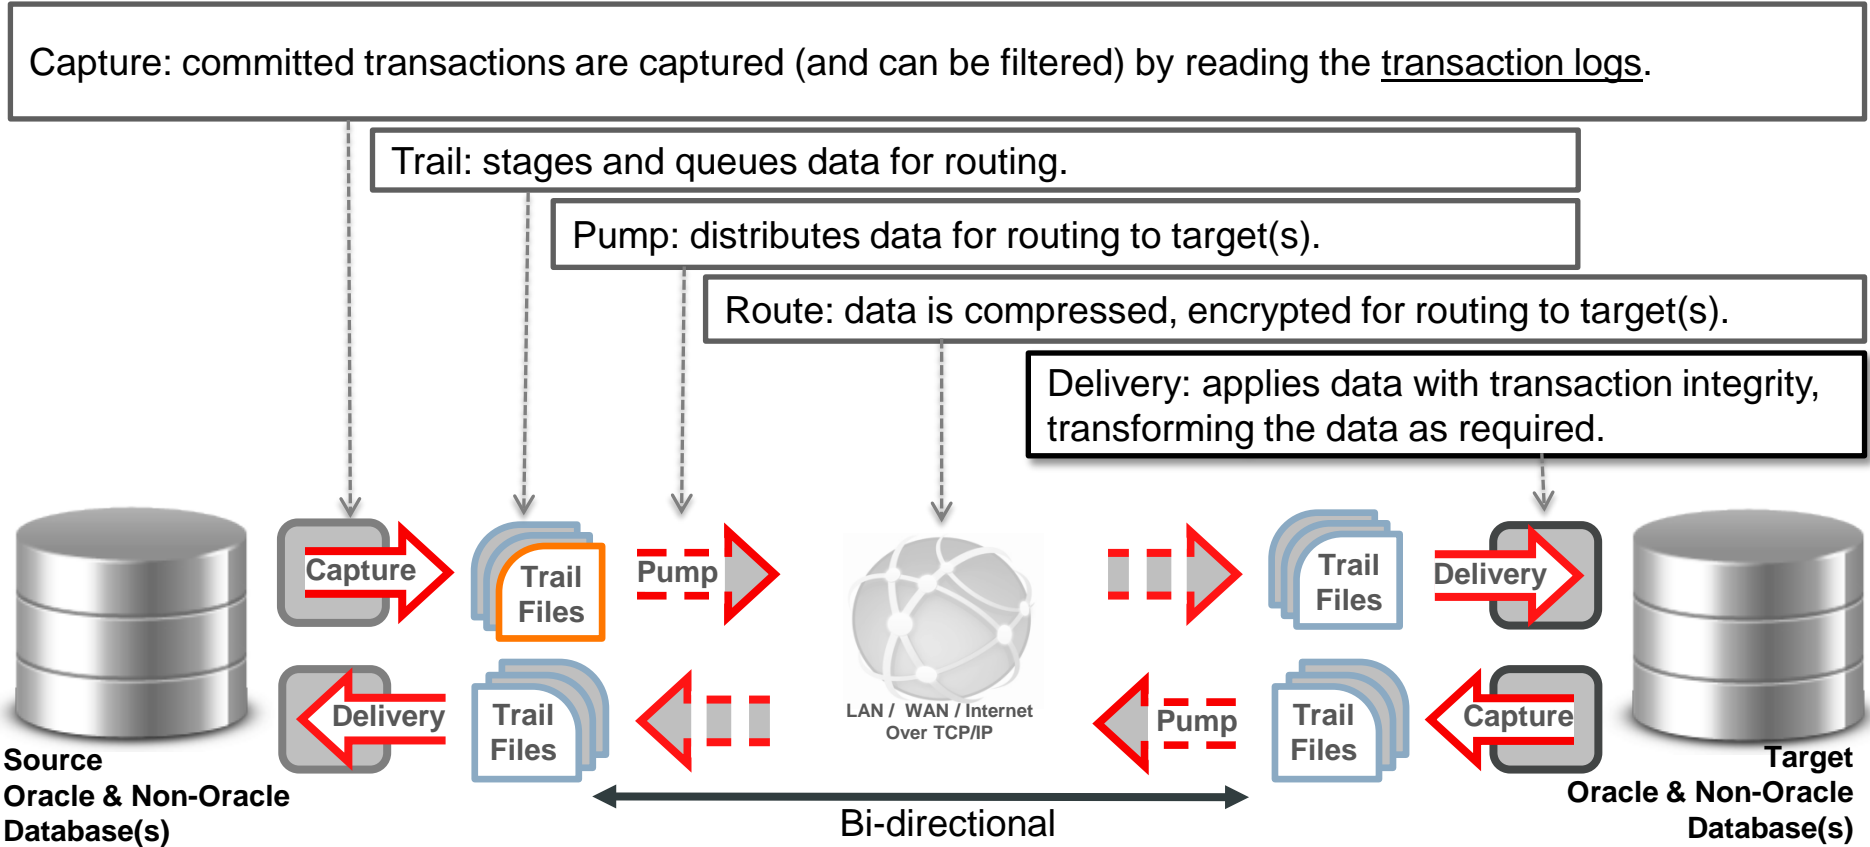 Capture: committed transactions are captured (and can be filtered) by reading the transaction logs.
Trail: stages and queues data for routing.
Pump: distributes data for routing to target(s).
Route: data is compressed, encrypted for routing to target(s).
Delivery: applies data with transaction integrity,
transforming the data as required.
Capture
Trail
Files
Pump
Trail
Files
Delivery
Delivery
Trail
Files
LAN / WAN / Internet
Over TCP/IP
Pump
Trail
Files
Capture
Source
Oracle & Non-Oracle
Database(s)
Bi-directional
Target
Oracle & Non-Oracle
Database(s)